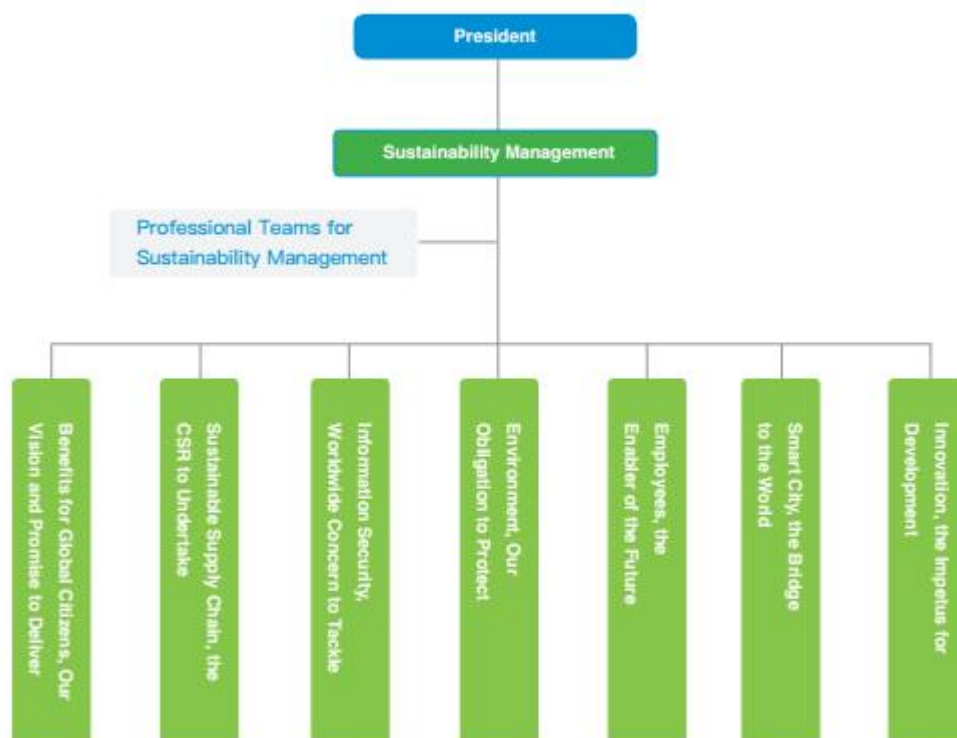 President
Sustainability Management
Professional Teams for
Sustainability Management
Benefits for Global Citizens, Our
Vision and Promise to Deliver
Sustainable Supply Chain, the
CSR to Undertake
Information Security,
Worldwide Concern to Tackle
Environment, Our
Obligation to Protect
Employees, the
Enabler of the Future
Smart City, the Bridge
to the World
Innovation, the Impetus for
Development